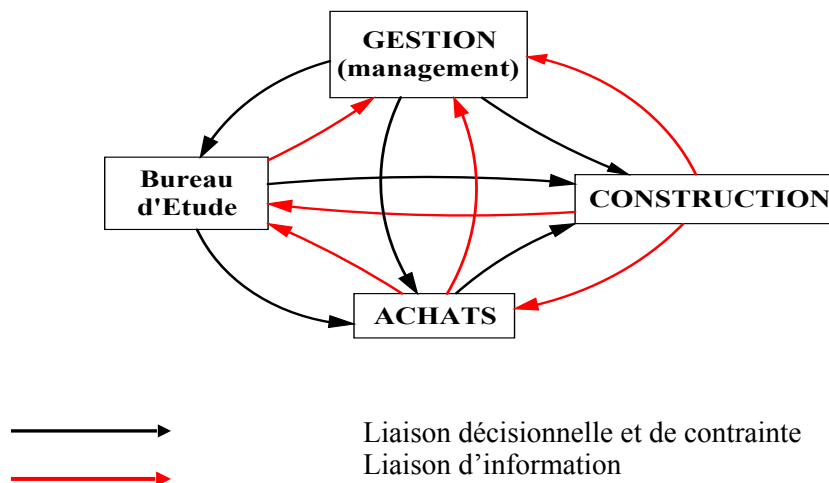 GESTION
(management)
Bureau
d'Etude
CONSTRUCTION
ACHATS
Liaison décisionnelle et de contrainte
Liaison d’information